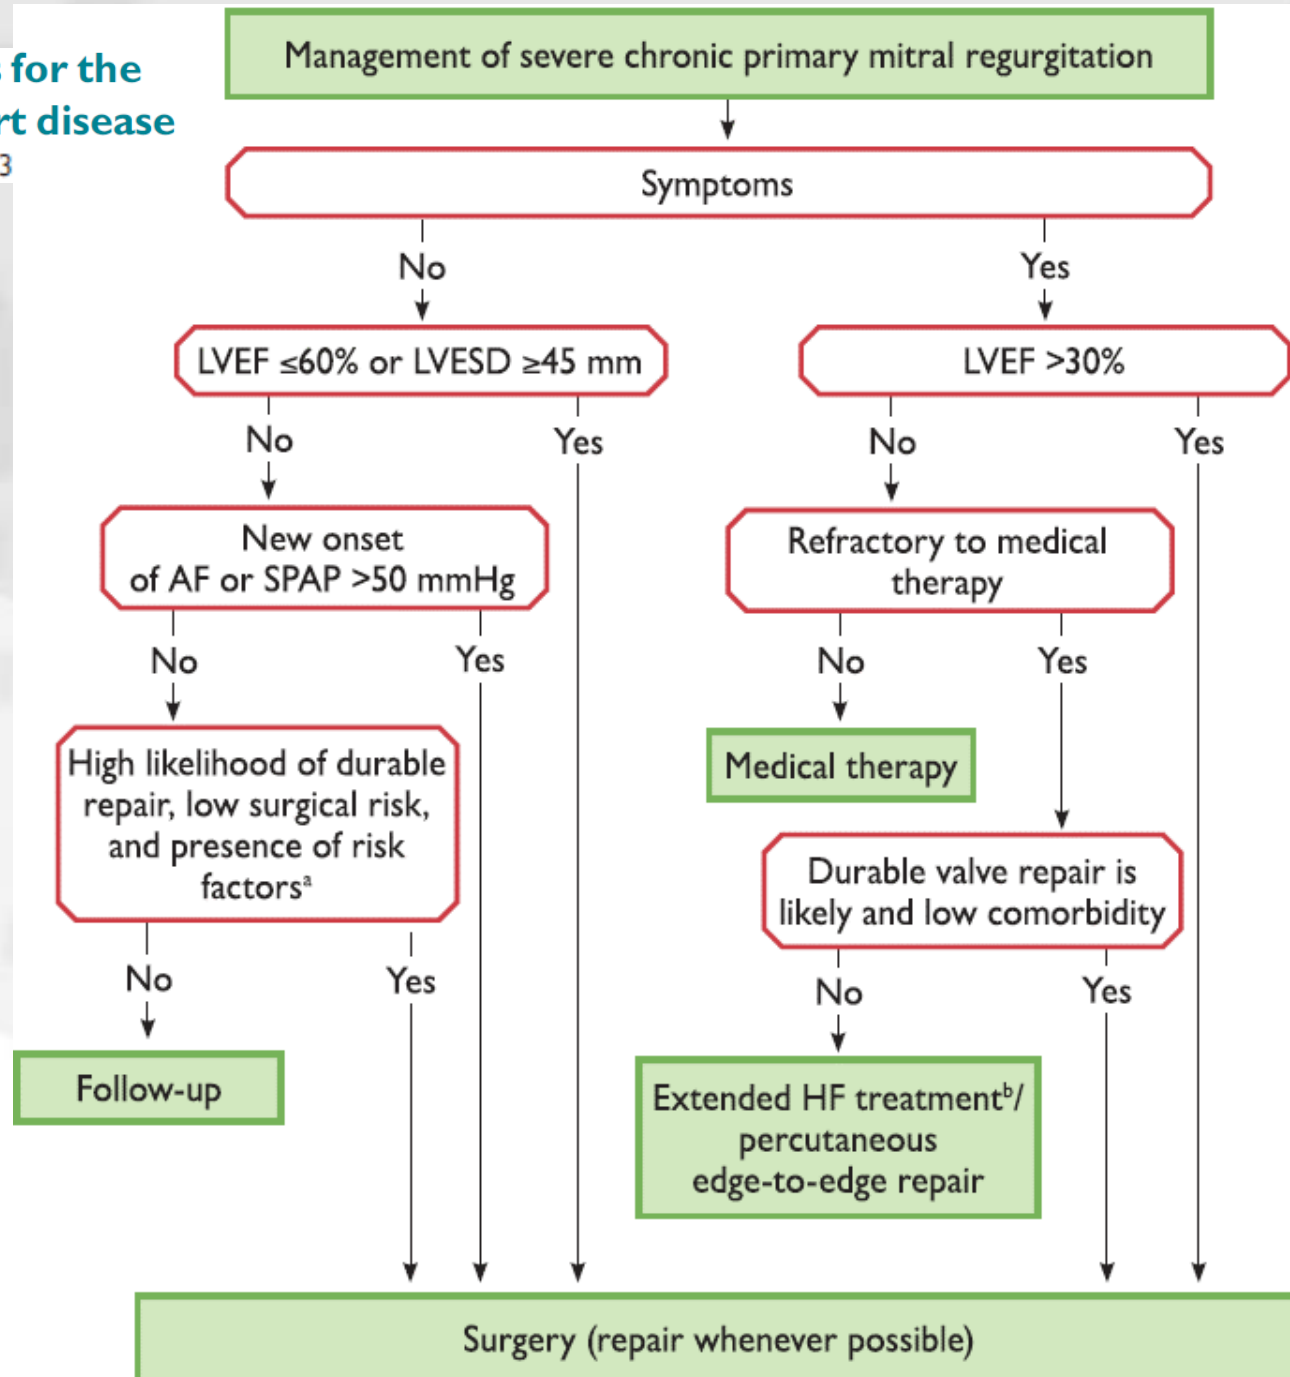 s for the
rt disease
3
Management of severe chronic primary mitral regurgitation
Symptoms
No
Yes
LVEF ≤60% or LVESD ≥45 mm
LVEF >30%
No
Yes
No
Yes
New onset
of AF or SPAP >50 mmHg
Refractory to medical
therapy
No
Yes
No
Yes
High likelihood of durable
repair, low surgical risk,
and presence of risk
factorsᵃ
Medical therapy
Durable valve repair is
likely and low comorbidity
No
Yes
No
Yes
Follow-up
Extended HF treatmentᵇ/
percutaneous
edge-to-edge repair
Surgery (repair whenever possible)